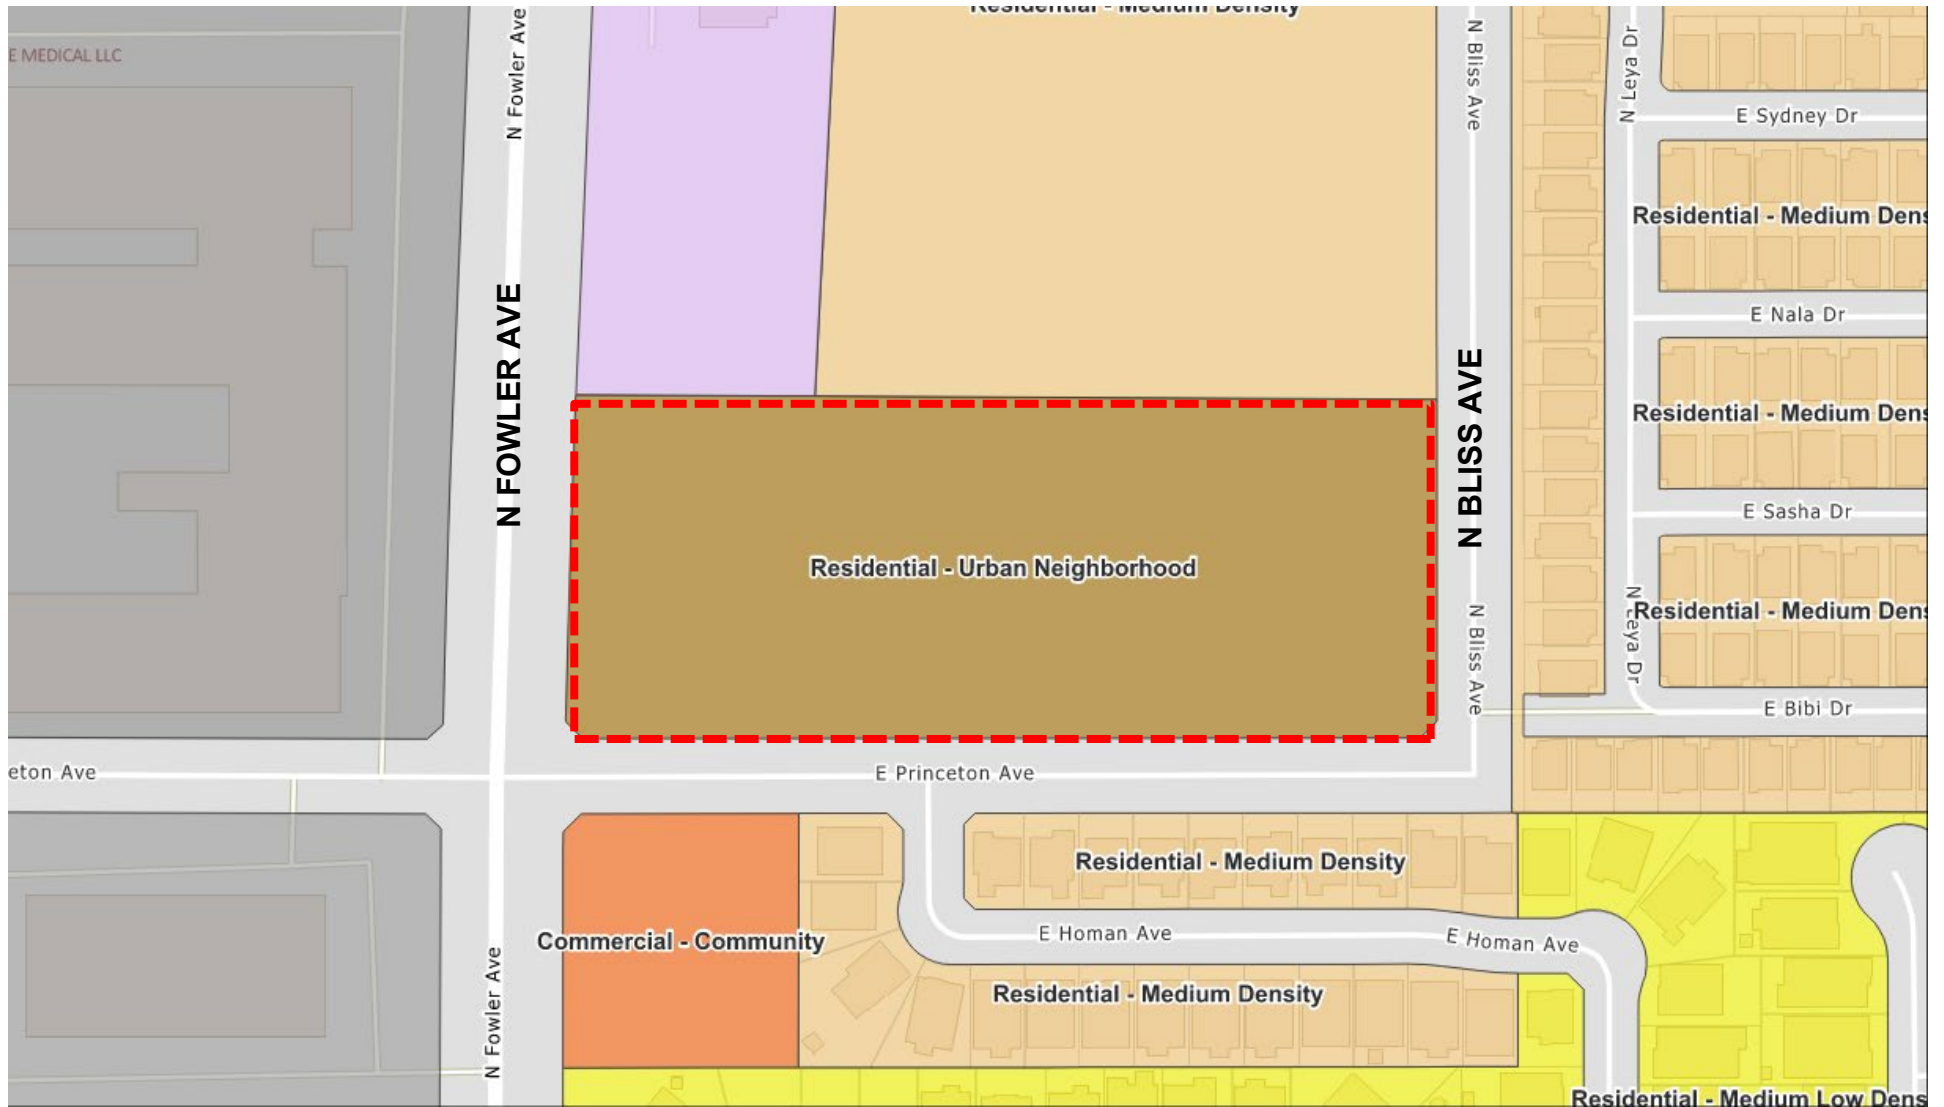 Residential - Medium Density
N Fowler Ave
N Bliss Ave
N Leya Dr
E MEDICAL LLC
E Sydney Dr
Residential - Medium Dens
E Nala Dr
N FOWLER AVE
N BLISS AVE
Residential - Medium Dens
E Sasha Dr
Residential - Urban Neighborhood
N Bliss Ave
N Leya Dr
Residential - Medium Dens
E Bibi Dr
eton Ave
E Princeton Ave
Residential - Medium Density
Commercial - Community
E Homan Ave
E Homan Ave
N Fowler Ave
Residential - Medium Density
Residential - Medium Low Dens